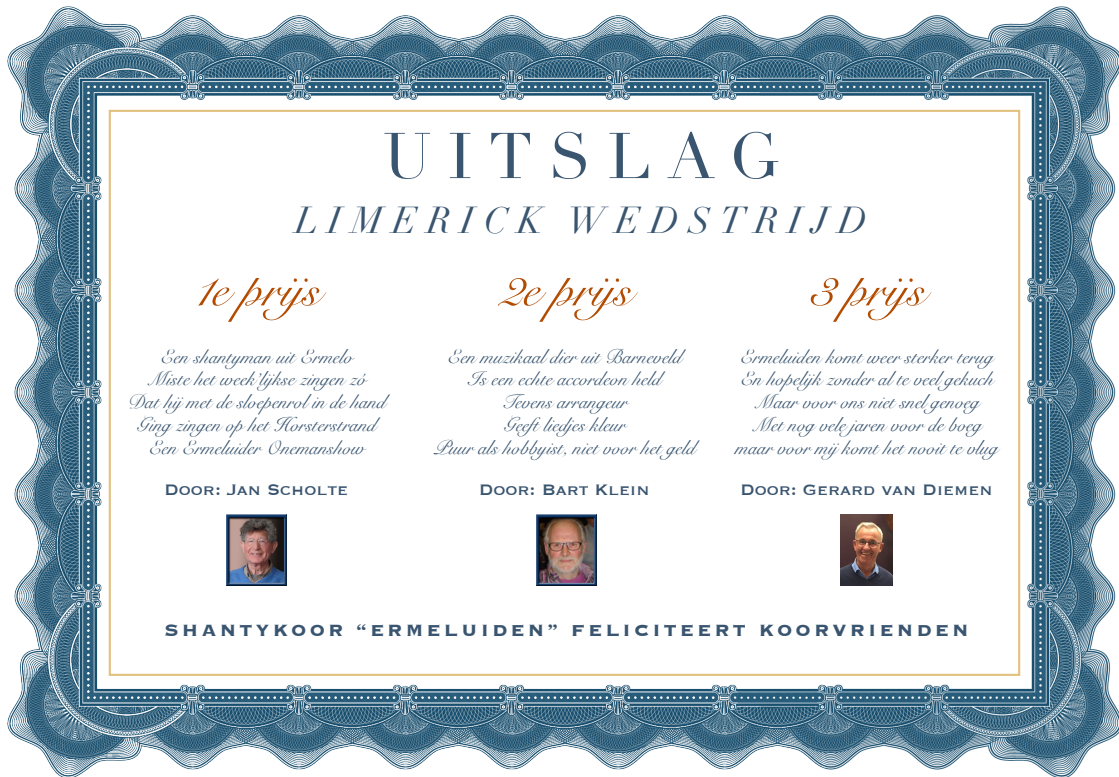 UITSLAG
LIMERICK WEDSTRIJD
1e prijs
Een shantyman uit Ermelo
Miste het week'lijkse zingen zó
Dat hij met de sloepenrol in de hand
Ging zingen op het Horsterstrand
Een Ermeluider Onemanshow
DOOR: JAN SCHOLTE
2e prijs
Een muzikaal dier uit Barneveld
Is een echte accordeon held
Tevens arrangeur
Geeft liedjes kleur
Puur als hobbyist, niet voor het geld
DOOR: BART KLEIN
3 prijs
Ermeluiden komt weer sterker terug
En hopelijk zonder al te veel gekuch
Maar voor ons niet snel genoeg
Met nog vele jaren voor de boeg
maar voor mij komt het nooit te vlug
DOOR: GERARD VAN DIEMEN
SHANTYKOOR “ERMELUIDEN” FELICITEERT KOORVRIENDEN